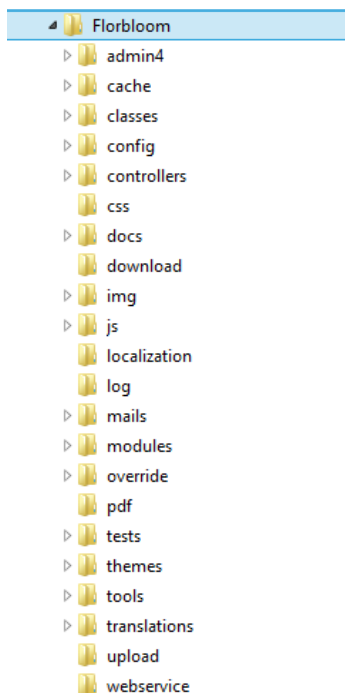 Florbloom
admin4
cache
classes
config
controllers
css
docs
download
img
js
localization
log
mails
modules
override
pdf
tests
themes
tools
translations
upload
webservice